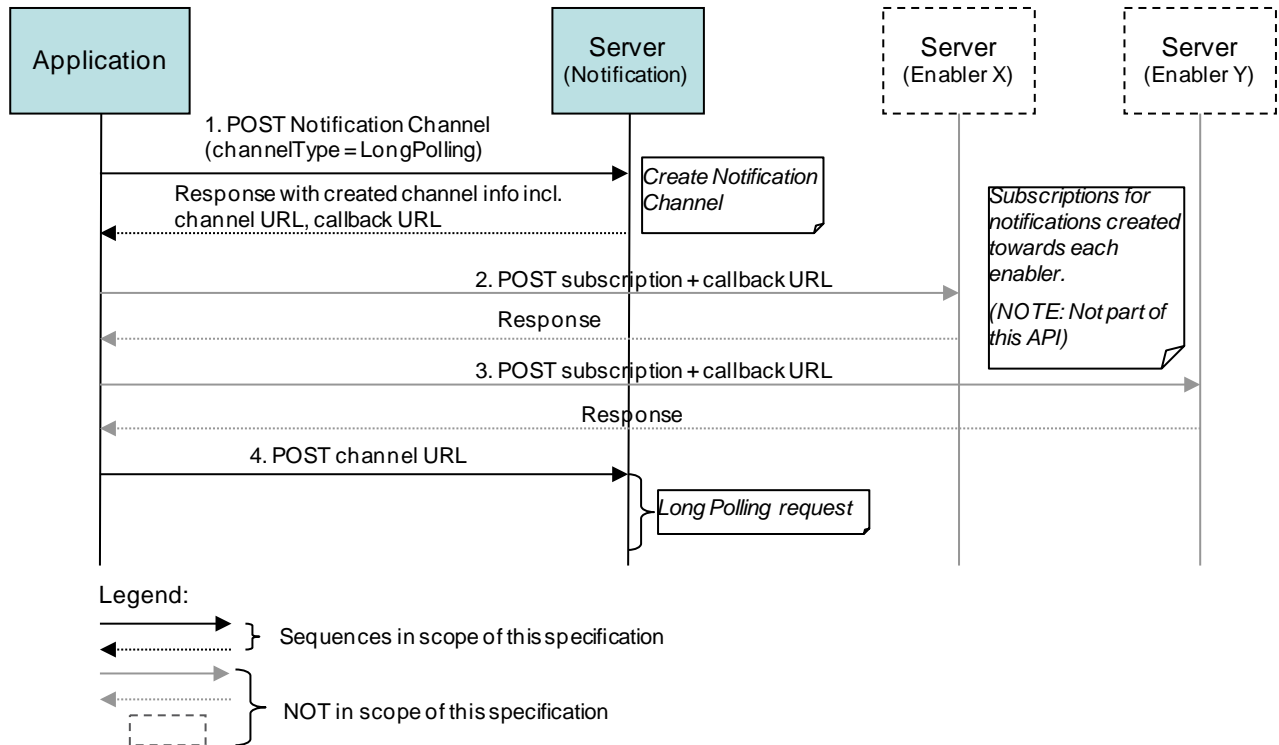 Application
Server
(Notification)
Server
(Enabler X)
Server
(Enabler Y)
1. POST Notification Channel
(channelType = LongPolling)
Create Notification
Channel
Response with created channel info incl.
channel URL, callback URL
Subscriptions for
notifications created
towards each
enabler.
(NOTE: Not part of
this API)
2. POST subscription + callback URL
Response
3. POST subscription + callback URL
Response
4. POST channel URL
Long Polling request
Legend:
Sequences in scope of this specification
NOT in scope of this specification